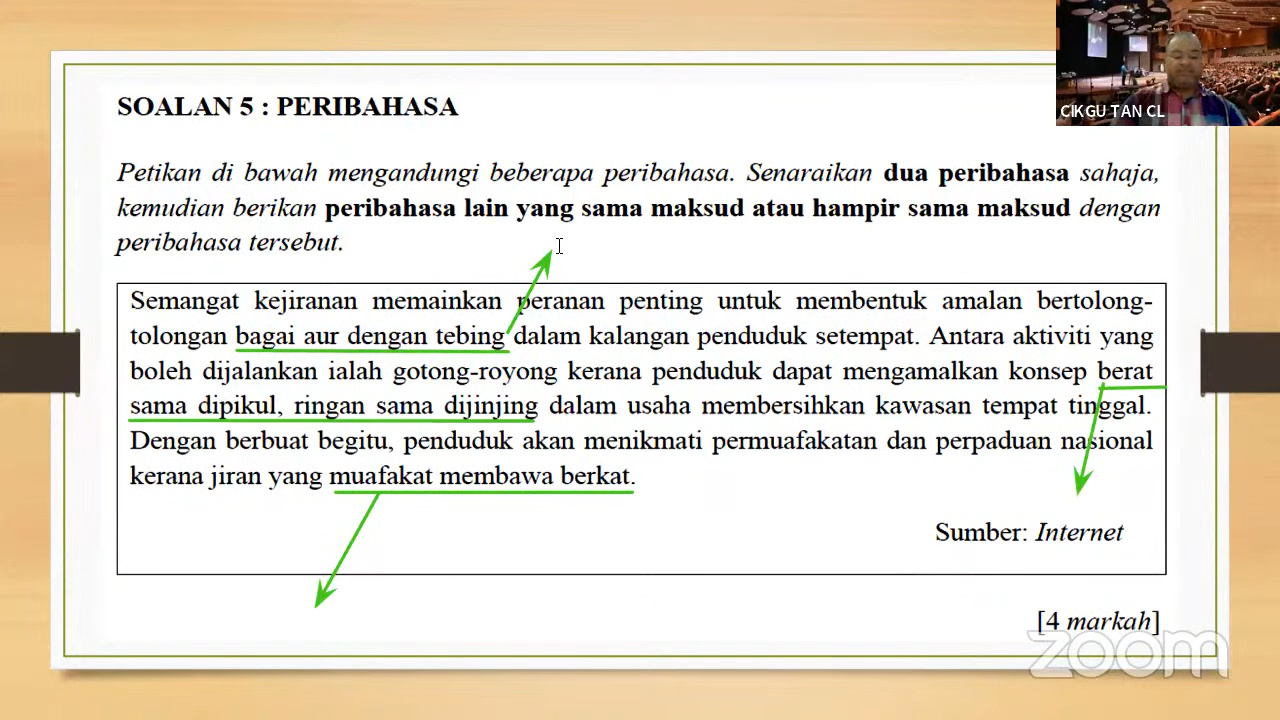 CIKGU TAN CL
SOALAN 5 : PERIBAHASA
Petikan di bawah mengandungi beberapa peribahasa. Senaraikan dua peribahasa sahaja,
kemudian berikan peribahasa lain yang sama maksud atau hampir sama maksud dengan
peribahasa tersebut.
Semangat kejiranan memainkan peranan penting untuk membentuk amalan bertolong-
tolongan bagai aur dengan tebing dalam kalangan penduduk setempat. Antara aktiviti yang
boleh dijalankan ialah gotong-royong kerana penduduk dapat mengamalkan konsep berat
sama dipikul, ringan sama dijinjing dalam usaha membersihkan kawasan tempat tinggal.
Dengan berbuat begitu, penduduk akan menikmati permuafakatan dan perpaduan nasional
kerana jiran yang muafakat membawa berkat.
Sumber: Internet
[4 markah]
zoom